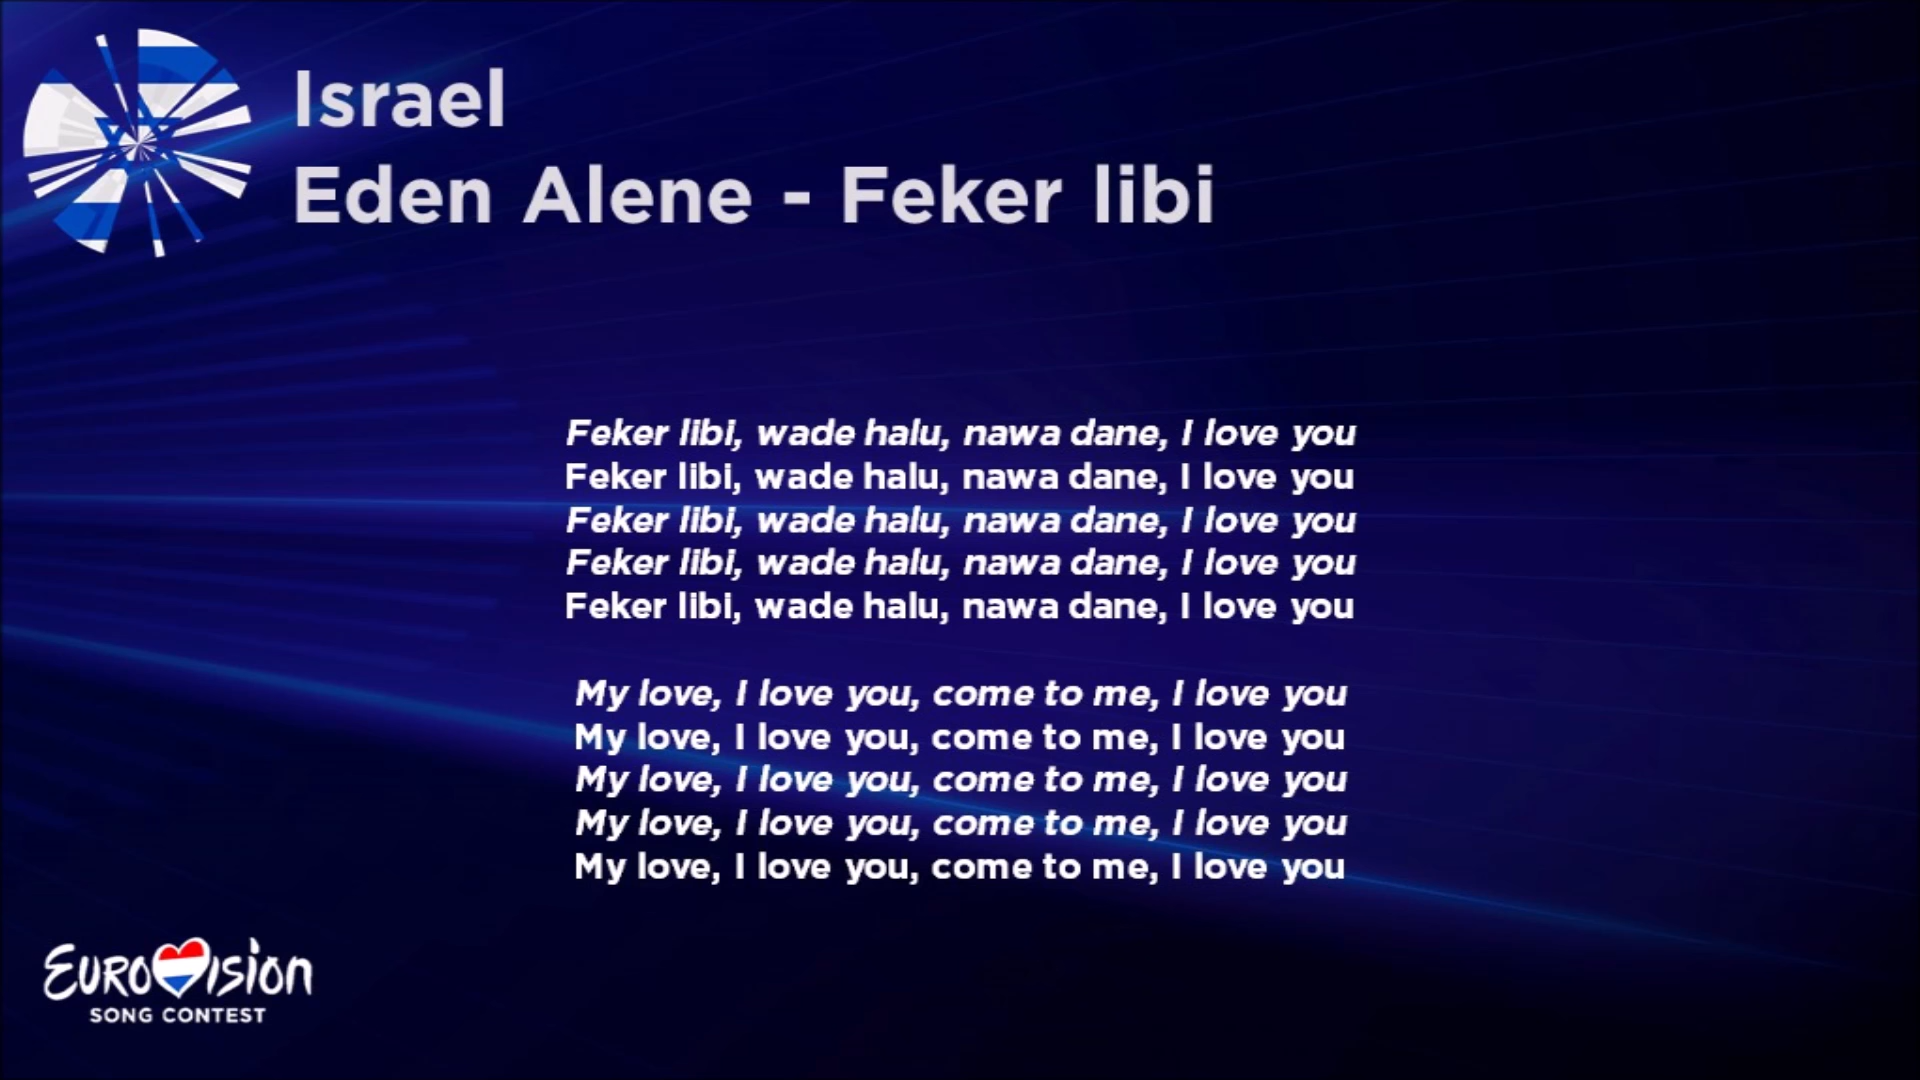 Israel
Eden Alene - Feker libi
Feker libi, wade halu, nawa dane, I love you
Feker libi, wade halu, nawa dane, I love you
Feker libi, wade halu, nawa dane, I love you
Feker libi, wade halu, nawa dane, I love you
Feker libi, wade halu, nawa dane, I love you
My love, I love you, come to me, I love you
My love, I love you, come to me, I love you
My love, I love you, come to me, I love you
My love, I love you, come to me, I love you
My love, I love you, come to me, I love you
EUROVISION
SONG CONTEST